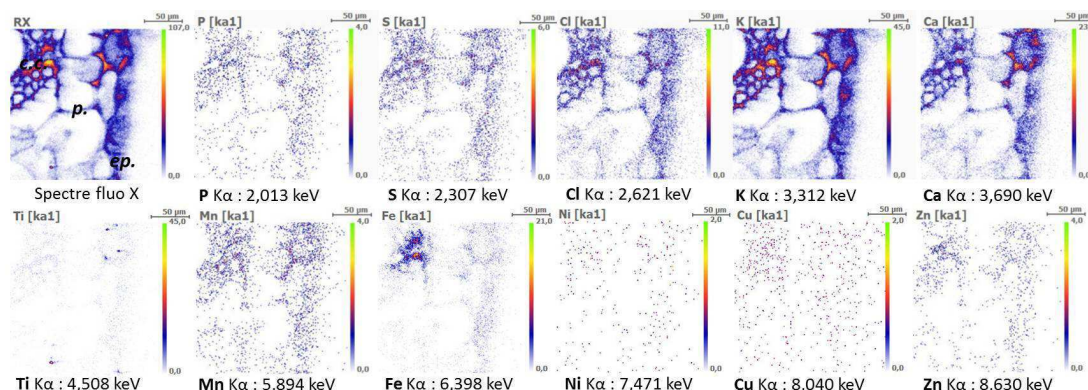 50 µm 50 µm 50 µm 50 µm 50 µm 50 µm
RX P [ka1] S [ka1] Cl [ka1] K [ka1] Ca [ka1]
107,0 4,0 6,0 11,0 45,0 23
c.c.
p.
ep.
0,0 0,0 0,0 0,0 0,0 0,0
Spectre fluo X P Kα : 2,013 keV S Kα : 2,307 keV Cl Kα : 2,621 keV K Kα : 3,312 keV Ca Kα : 3,690 keV
50 µm 50 µm 50 µm 50 µm 50 µm 50 µm
Ti [ka1] Mn [ka1] Fe [ka1] Ni [ka1] Cu [ka1] Zn [ka1]
45,0 4,0 21,0 2,0 2,0 4,0
0,0 0,0 0,0 0,0 0,0 0,0
Ti Kα : 4,508 keV Mn Kα : 5,894 keV Fe Kα : 6,398 keV Ni Kα : 7,471 keV Cu Kα : 8,040 keV Zn Kα : 8,630 keV